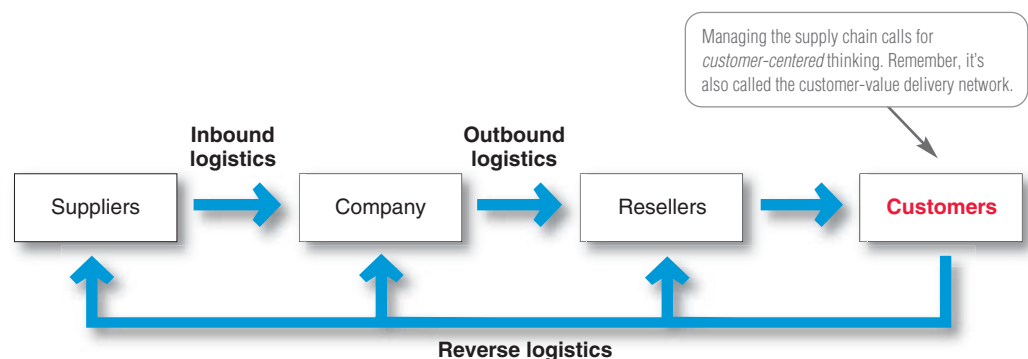 Managing the supply chain calls for
customer-centered thinking. Remember, it's
also called the customer-value delivery network.
Inbound
logistics
Outbound
logistics
Suppliers
Company
Resellers
Customers
Reverse logistics